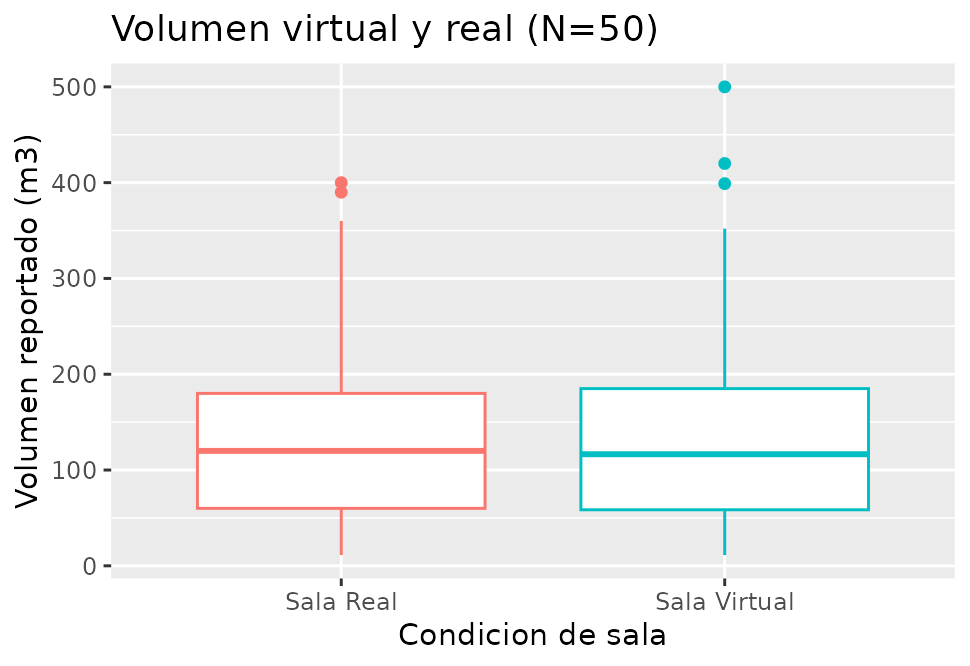 Volumen virtual y real (N=50)
Volumen reportado (m3)
500
400
300
200
100
0
Sala Real
Sala Virtual
Condicion de sala